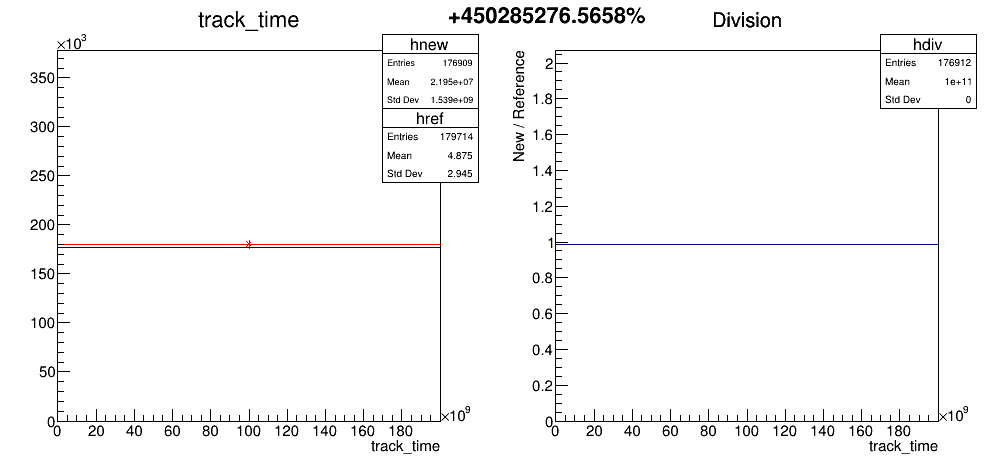 +450285276.5658%
track_time
×10³
350
300
250
200
150
100
50
0
0 20 40 60 80 100 120 140 160 180
×10⁹
track_time
hnew
Entries 176909
Mean 2.195e+07
Std Dev 1.539e+09
href
Entries 179714
Mean 4.875
Std Dev 2.945
Division
New / Reference
2
1.8
1.6
1.4
1.2
1
0.8
0.6
0.4
0.2
0
0 20 40 60 80 100 120 140 160 180
×10⁹
track_time
hdiv
Entries 176912
Mean 1e+11
Std Dev 0